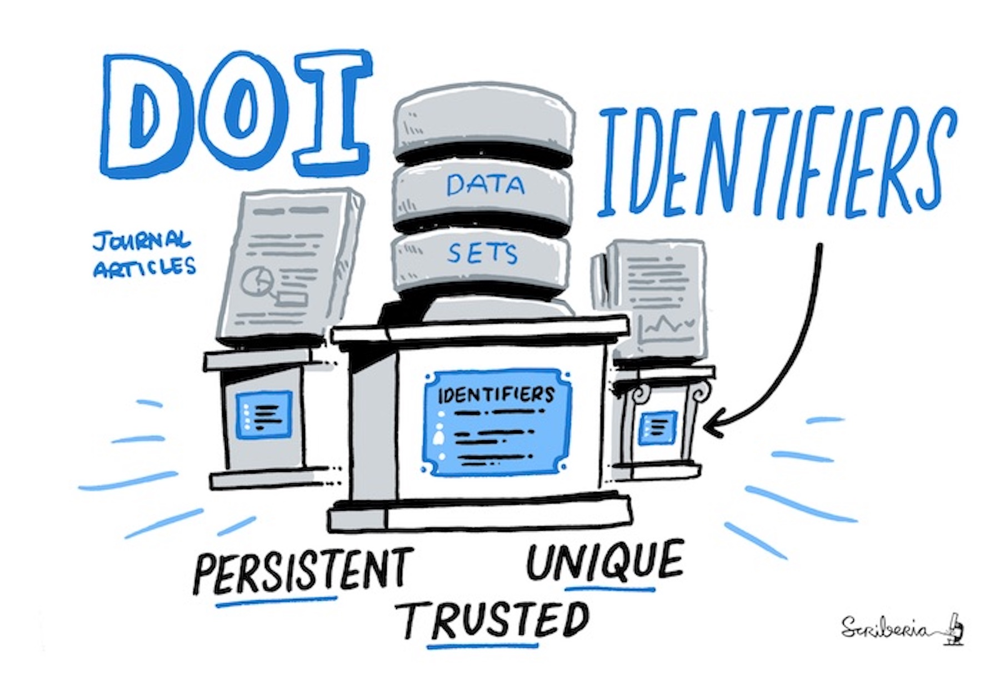 DOI
IDENTIFIERS
JOURNAL
ARTICLES
DATA
SETS
IDENTIFIERS
PERSISTENT
UNIQUE
TRUSTED
Scriberia